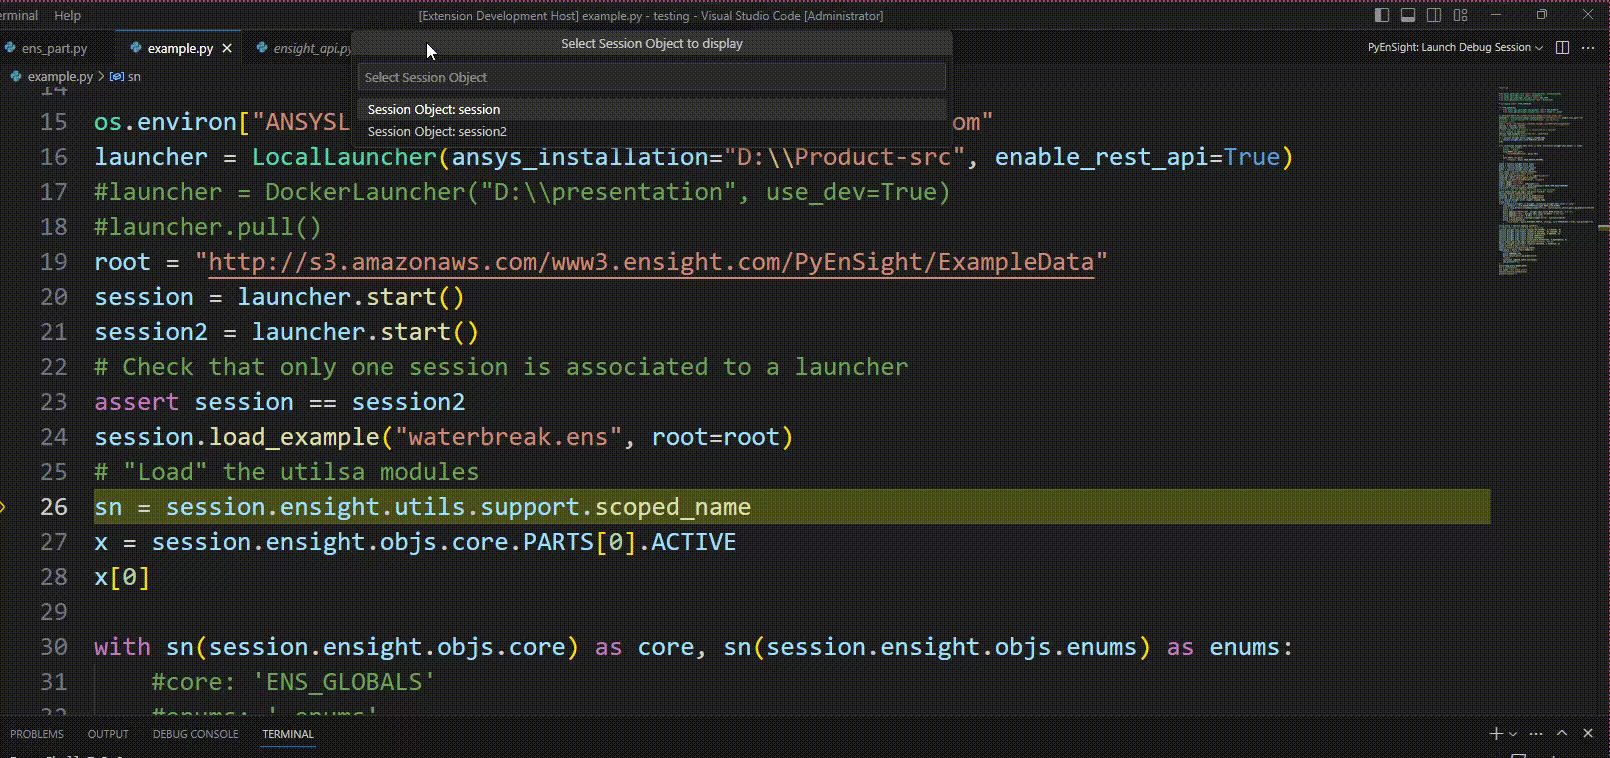 erminal Help [Extension Development Host] example.py - testing - Visual Studio Code [Administrator]
ens_part.py example.py ensight_api.py Select Session Object to display PyEnSight: Launch Debug Session
example.py > sn Select Session Object
14
Session Object: session
15 os.environ["ANSYSL om"
Session Object: session2
16 launcher = LocalLauncher(ansys_installation="D:\\Product-src", enable_rest_api=True)
17 #launcher = DockerLauncher("D:\\presentation", use_dev=True)
18 #launcher.pull()
19 root = "http://s3.amazonaws.com/www3.ensight.com/PyEnSight/ExampleData"
20 session = launcher.start()
21 session2 = launcher.start()
22 # Check that only one session is associated to a launcher
23 assert session == session2
24 session.load_example("waterbreak.ens", root=root)
25 # "Load" the utilsa modules
26 sn = session.ensight.utils.support.scoped_name
27 x = session.ensight.objs.core.PARTS[0].ACTIVE
28 x[0]
29
30 with sn(session.ensight.objs.core) as core, sn(session.ensight.objs.enums) as enums:
31 #core: 'ENS_GLOBALS'
32 #enums: '_enums'
PROBLEMS OUTPUT DEBUG CONSOLE TERMINAL